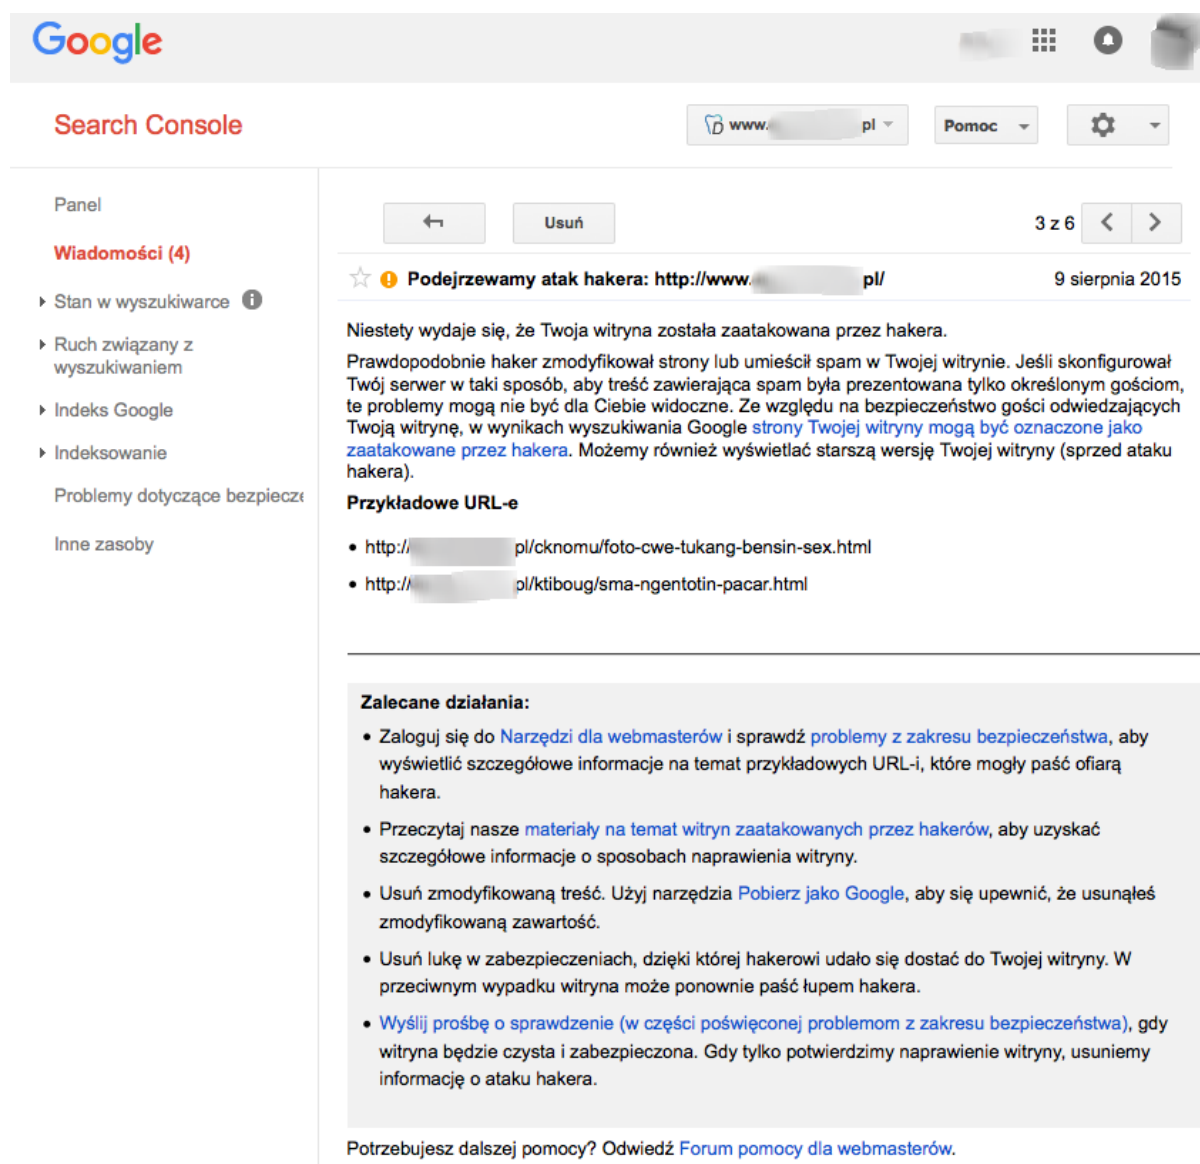 Google
Search Console
www. pl
Pomoc
Panel
Wiadomości (4)
Stan w wyszukiwarce
Ruch związany z
wyszukiwaniem
Indeks Google
Indeksowanie
Problemy dotyczące bezpiecze
Inne zasoby
Usuń
3 z 6
Podejrzewamy atak hakera: http://www. pl/
9 sierpnia 2015
Niestety wydaje się, że Twoja witryna została zaatakowana przez hakera.
Prawdopodobnie haker zmodyfikował strony lub umieścił spam w Twojej witrynie. Jeśli skonfigurował
Twój serwer w taki sposób, aby treść zawierająca spam była prezentowana tylko określonym gościom,
te problemy mogą nie być dla Ciebie widoczne. Ze względu na bezpieczeństwo gości odwiedzających
Twoją witrynę, w wynikach wyszukiwania Google strony Twojej witryny mogą być oznaczone jako
zaatakowane przez hakera. Możemy również wyświetlać starszą wersję Twojej witryny (sprzed ataku
hakera).
Przykładowe URL-e
• http:// pl/cknomu/foto-cwe-tukang-bensin-sex.html
• http:// pl/ktiboug/sma-ngentotin-pacar.html
Zalecane działania:
• Zaloguj się do Narzędzi dla webmasterów i sprawdź problemy z zakresu bezpieczeństwa, aby
wyświetlić szczegółowe informacje na temat przykładowych URL-i, które mogły paść ofiarą
hakera.
• Przeczytaj nasze materiały na temat witryn zaatakowanych przez hakerów, aby uzyskać
szczegółowe informacje o sposobach naprawienia witryny.
• Usuń zmodyfikowaną treść. Użyj narzędzia Pobierz jako Google, aby się upewnić, że usunąłeś
zmodyfikowaną zawartość.
• Usuń lukę w zabezpieczeniach, dzięki której hakerowi udało się dostać do Twojej witryny. W
przeciwnym wypadku witryna może ponownie paść łupem hakera.
• Wyślij prośbę o sprawdzenie (w części poświęconej problemom z zakresu bezpieczeństwa), gdy
witryna będzie czysta i zabezpieczona. Gdy tylko potwierdzimy naprawienie witryny, usuniemy
informację o ataku hakera.
Potrzebujesz dalszej pomocy? Odwiedź Forum pomocy dla webmasterów.